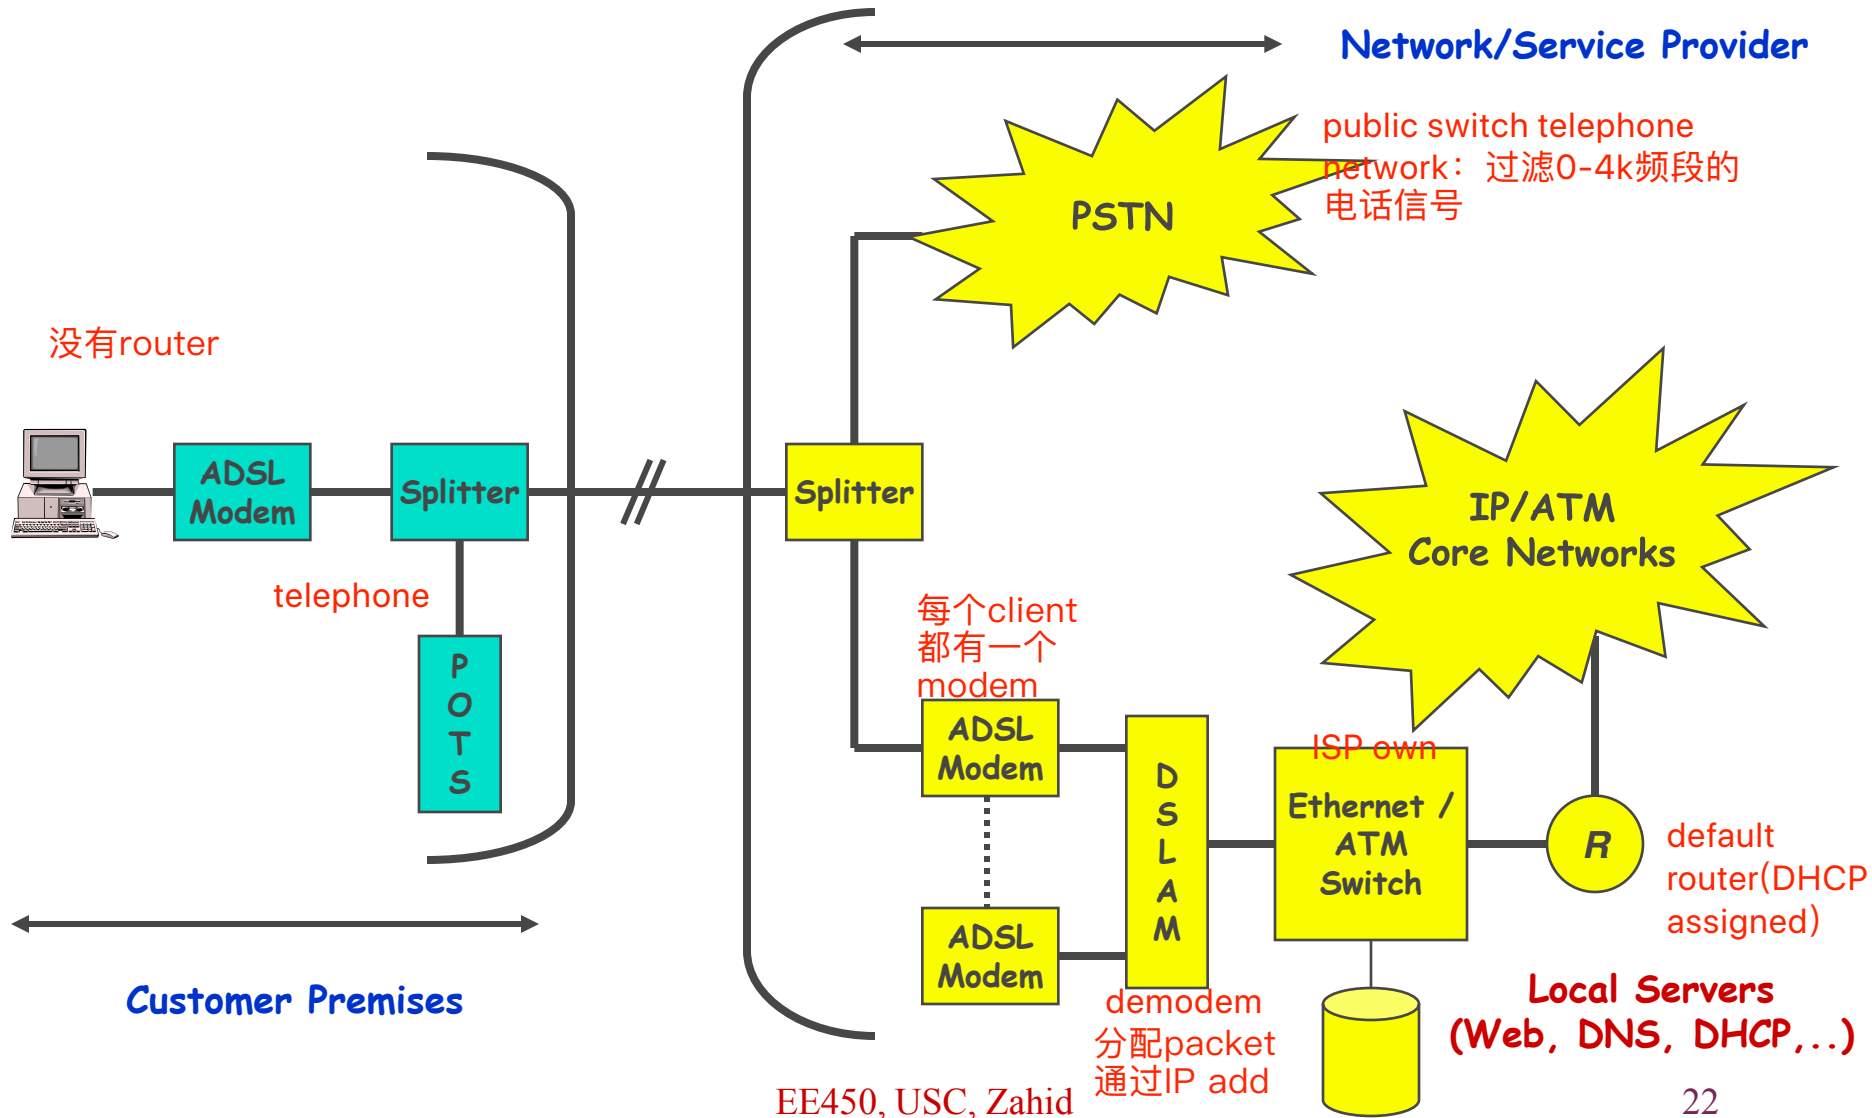 Network/Service Provider
public switch telephone
network：过滤0-4k频段的
电话信号
PSTN
没有router
ADSL
Modem
Splitter
Splitter
IP/ATM
Core Networks
telephone
每个client
都有一个
modem
P
O
T
S
ADSL
Modem
D
S
L
A
M
ISP own
Ethernet /
ATM
Switch
R
default
router(DHCP
assigned)
ADSL
Modem
Customer Premises
demodem
分配packet
通过IP add
Local Servers
(Web, DNS, DHCP,..)
EE450, USC, Zahid
22